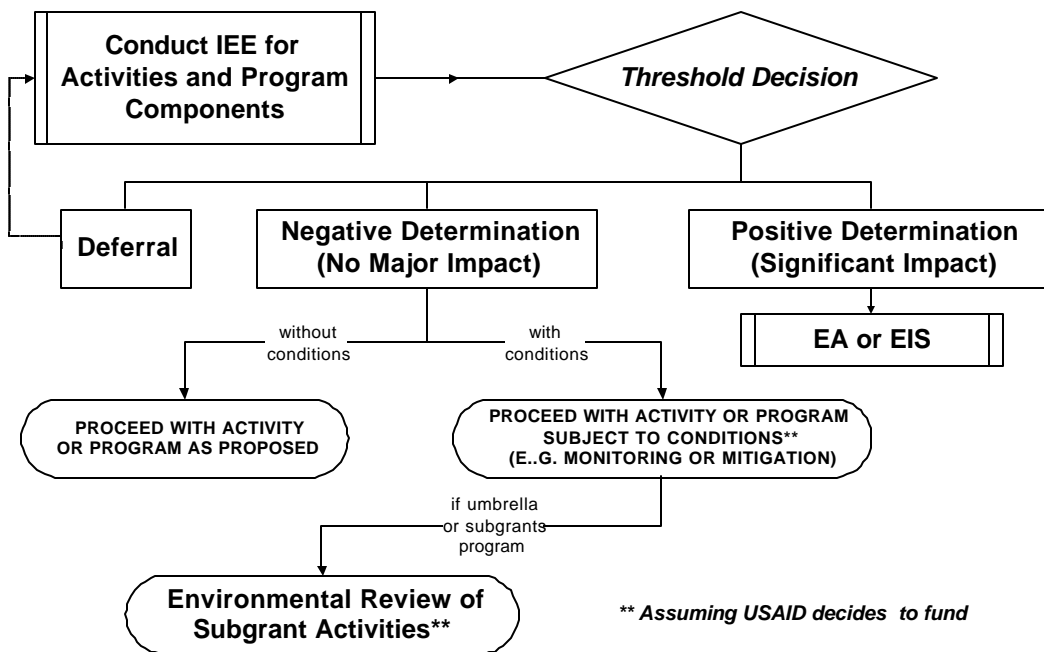 Conduct IEE for
Activities and Program
Components
Threshold Decision
Deferral
Negative Determination
(No Major Impact)
Positive Determination
(Significant Impact)
EA or EIS
without
conditions
with
conditions
PROCEED WITH ACTIVITY
OR PROGRAM AS PROPOSED
PROCEED WITH ACTIVITY OR PROGRAM
SUBJECT TO CONDITIONS**
(E..G. MONITORING OR MITIGATION)
if umbrella
or subgrants
program
Environmental Review of
Subgrant Activities**
** Assuming USAID decides to fund